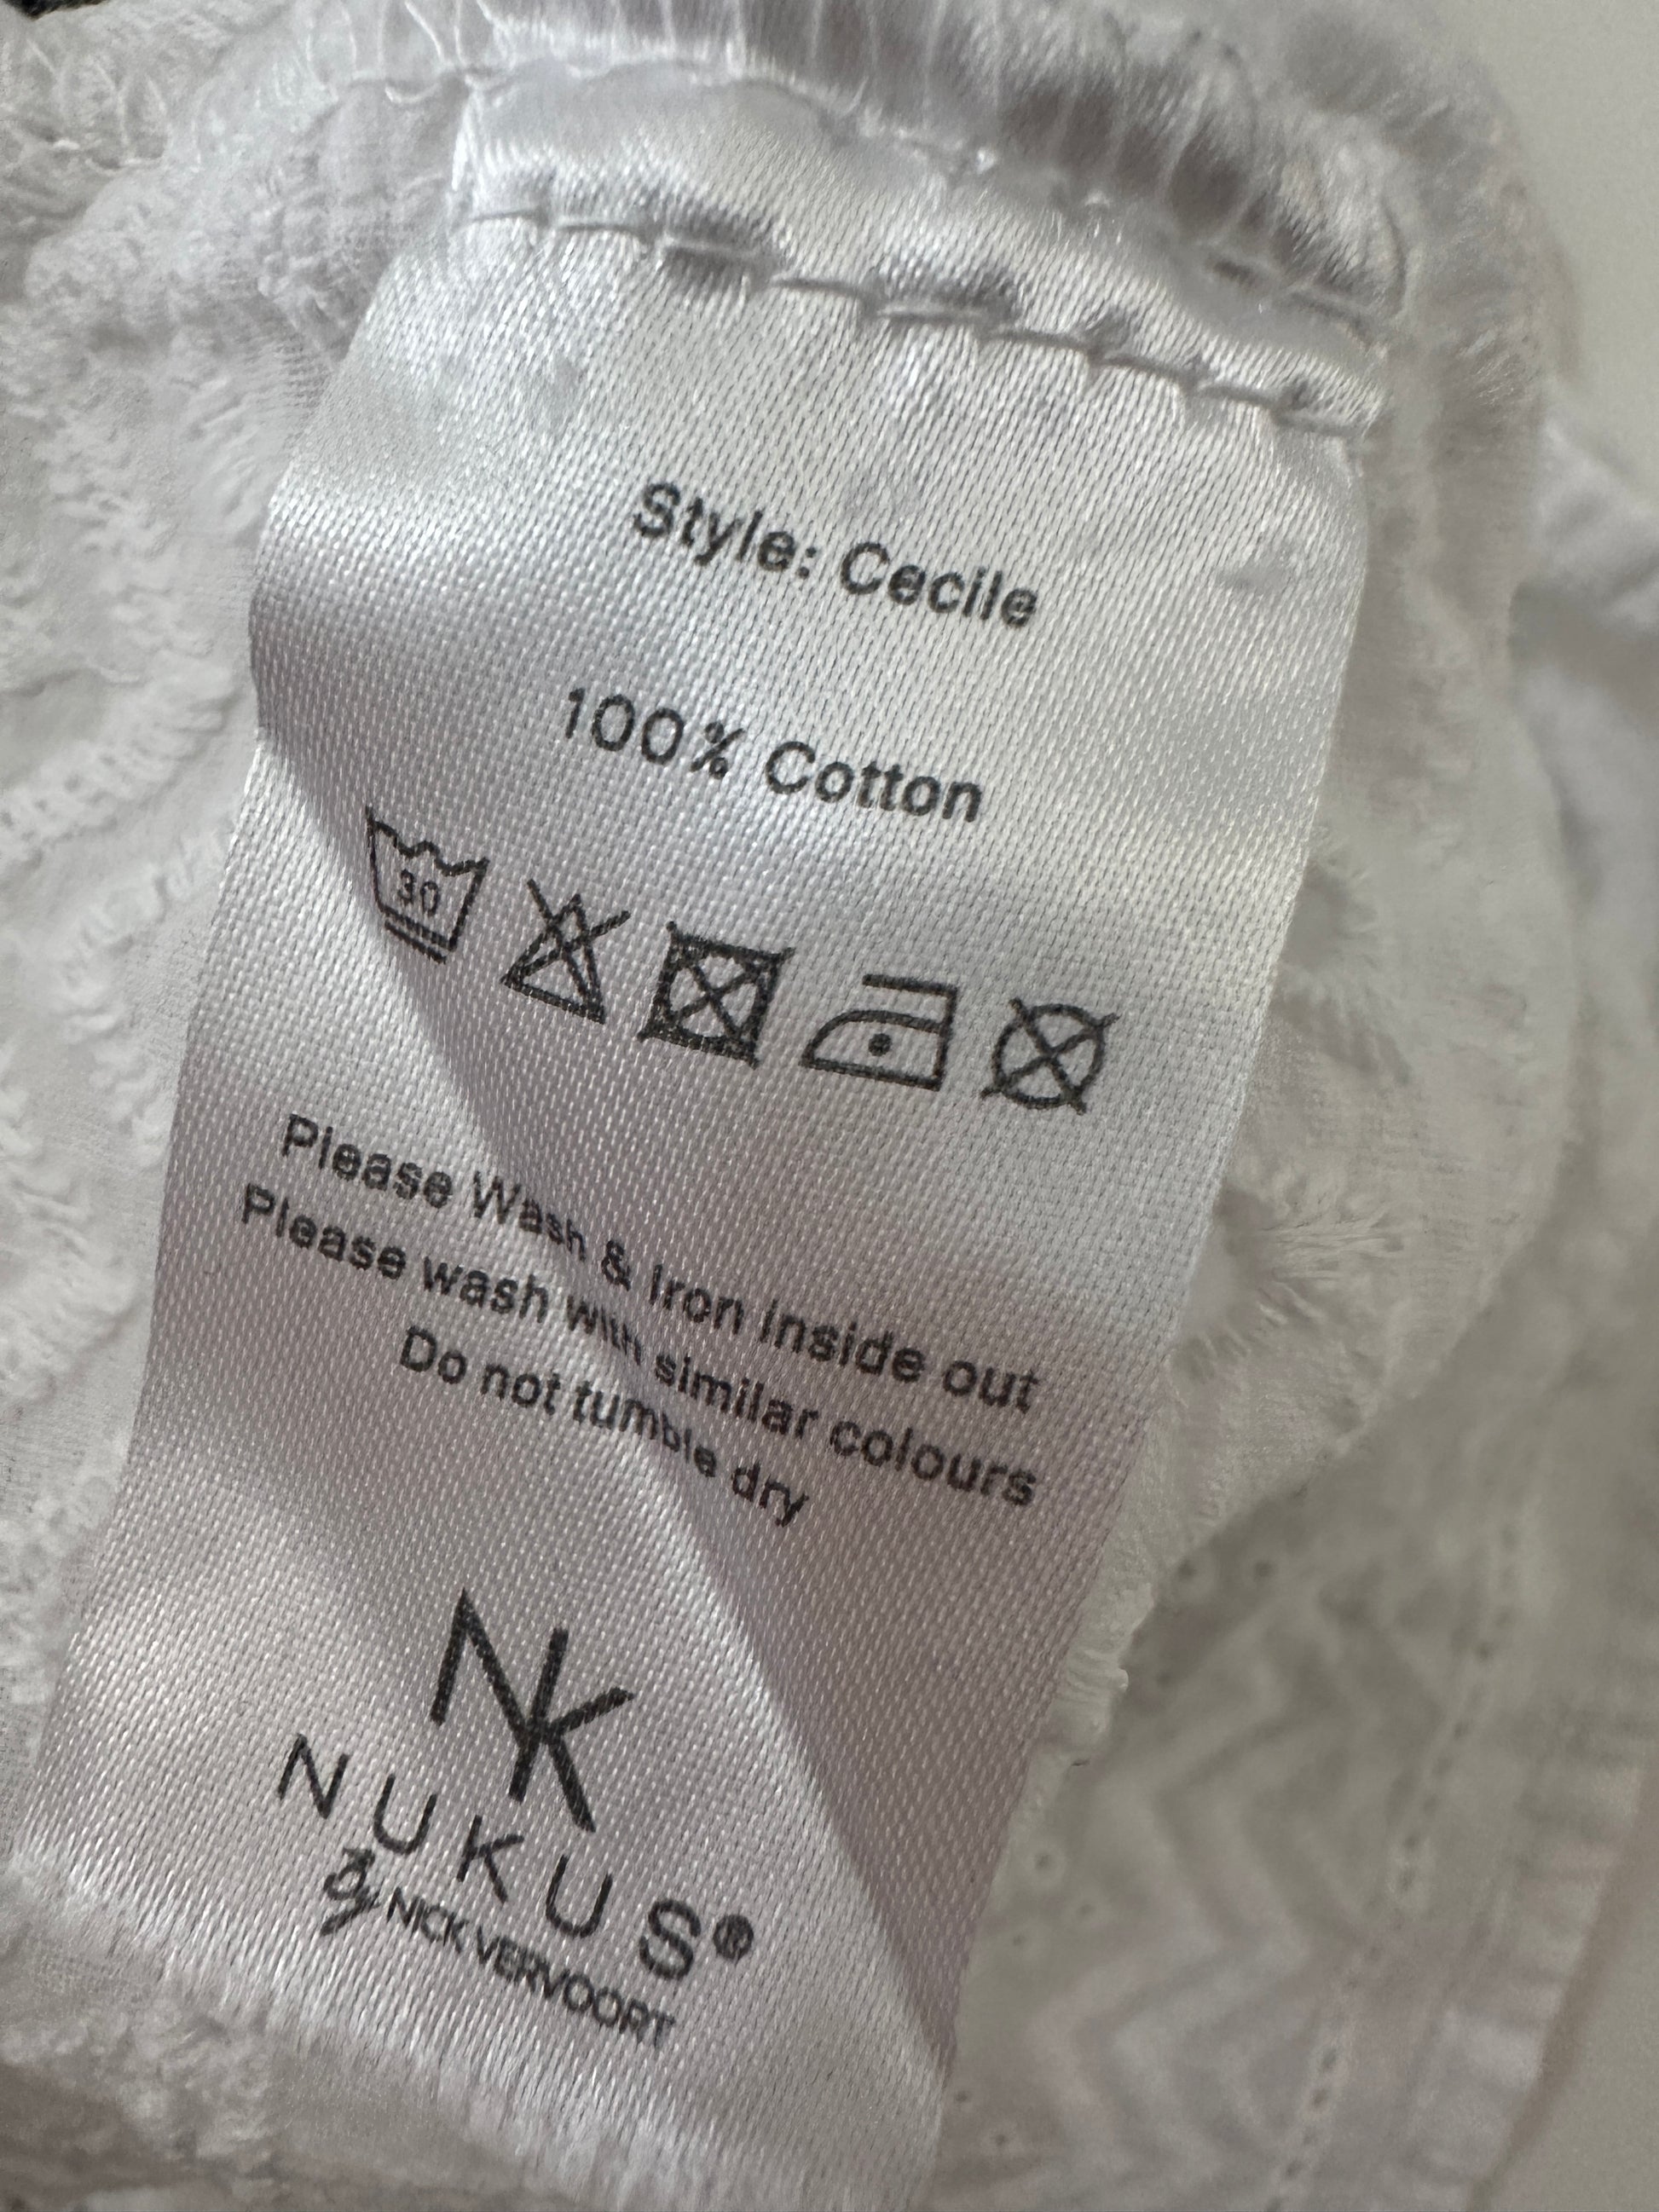 Style: Cecile
100% Cotton
30
Please Wash & Iron inside out
Please wash with similar colours
Do not tumble dry
NK
NUKUS®
By NICK VERVOORT